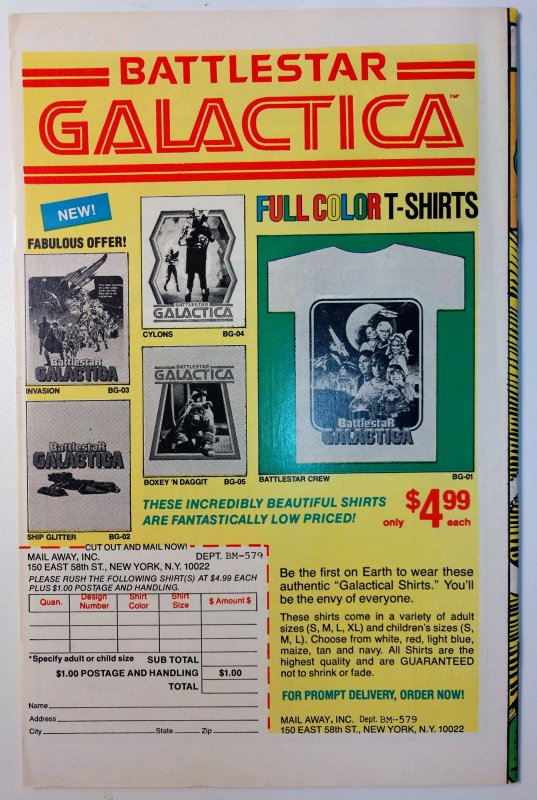 BATTLESTAR
GALACTICA™
NEW!
FULL COLOR T-SHIRTS
FABULOUS OFFER!
BattlestaR
GALACTICA
INVASION BG-03
BATTLESTAR
GALACTICA
CYLONS BG-04
BattlestaR
GALACTICA
SHIP GLITTER BG-02
BATTLESTAR
GALACTICA
BOXEY 'N DAGGIT BG-05
BattlestaR
GALACTICA
BATTLESTAR CREW BG-01
THESE INCREDIBLY BEAUTIFUL SHIRTS
ARE FANTASTICALLY LOW PRICED!
only $4.99 each
CUT OUT AND MAIL NOW!
MAIL AWAY, INC. DEPT. BM-579
150 EAST 58th ST., NEW YORK, N.Y. 10022
PLEASE RUSH THE FOLLOWING SHIRT(S) AT $4.99 EACH
PLUS $1.00 POSTAGE AND HANDLING.
Quan. Design Number Shirt Color Shirt Size $ Amount $
*Specify adult or child size SUB TOTAL
$1.00 POSTAGE AND HANDLING $1.00
TOTAL
Name
Address
City State Zip
Be the first on Earth to wear these
authentic "Galactical Shirts." You'll
be the envy of everyone.
These shirts come in a variety of adult
sizes (S, M, L, XL) and children's sizes (S,
M, L). Choose from white, red, light blue,
maize, tan and navy. All Shirts are the
highest quality and are GUARANTEED
not to shrink or fade.
FOR PROMPT DELIVERY, ORDER NOW!
MAIL AWAY, INC. Dept. BM-579
150 EAST 58th ST., NEW YORK, N.Y. 10022